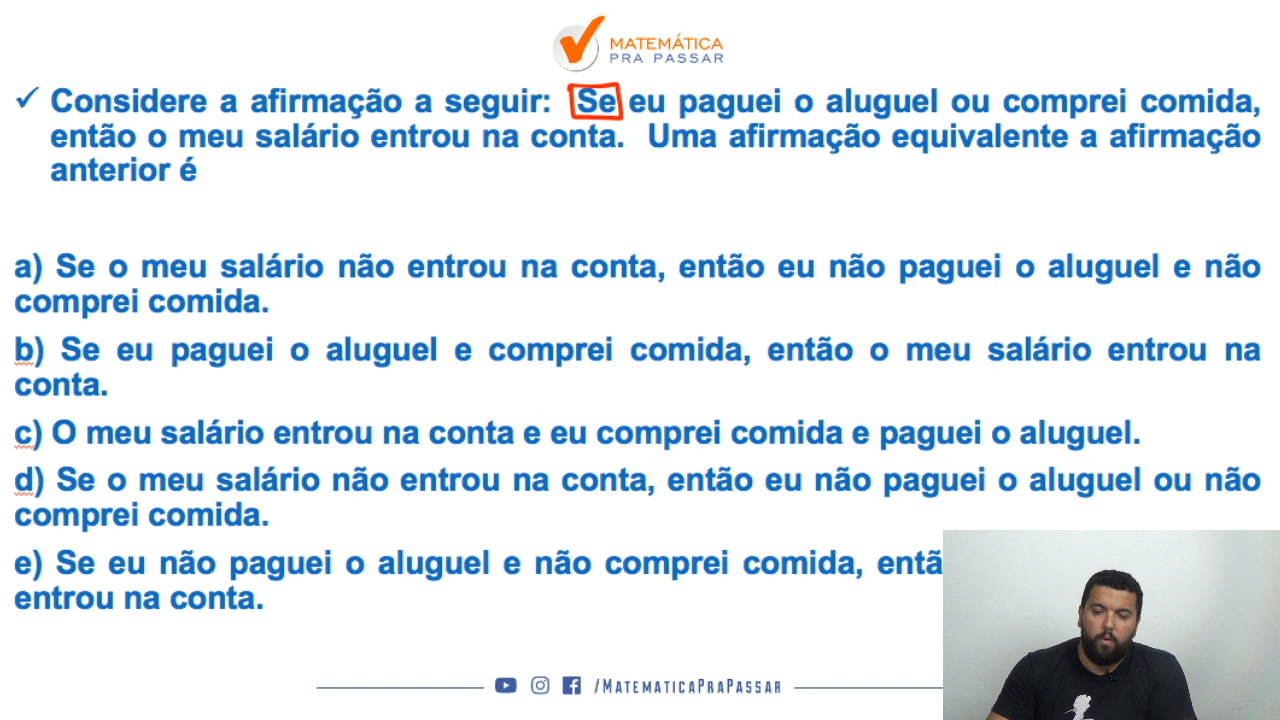 MATEMÁTICA
PRA PASSAR
✓ Considere a afirmação a seguir: Se eu paguei o aluguel ou comprei comida,
então o meu salário entrou na conta. Uma afirmação equivalente a afirmação
anterior é
a) Se o meu salário não entrou na conta, então eu não paguei o aluguel e não
comprei comida.
b) Se eu paguei o aluguel e comprei comida, então o meu salário entrou na
conta.
c) O meu salário entrou na conta e eu comprei comida e paguei o aluguel.
d) Se o meu salário não entrou na conta, então eu não paguei o aluguel ou não
comprei comida.
e) Se eu não paguei o aluguel e não comprei comida, entã
entrou na conta.
/MATEMATICAPRAPASSAR